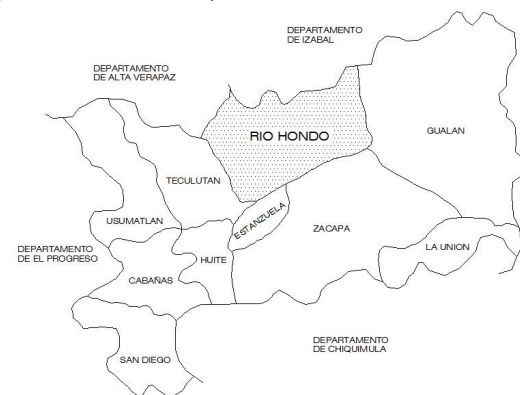 DEPARTAMENTO
DE IZABAL
DEPARTAMENTO
DE ALTA VERAPAZ
RIO HONDO
GUALAN
TECULUTAN
ESTANZUELA
USUMATLAN
ZACAPA
DEPARTAMENTO
DE EL PROGRESO
HUITE
LA UNION
CABAÑAS
DEPARTAMENTO
DE CHIQUIMULA
SAN DIEGO